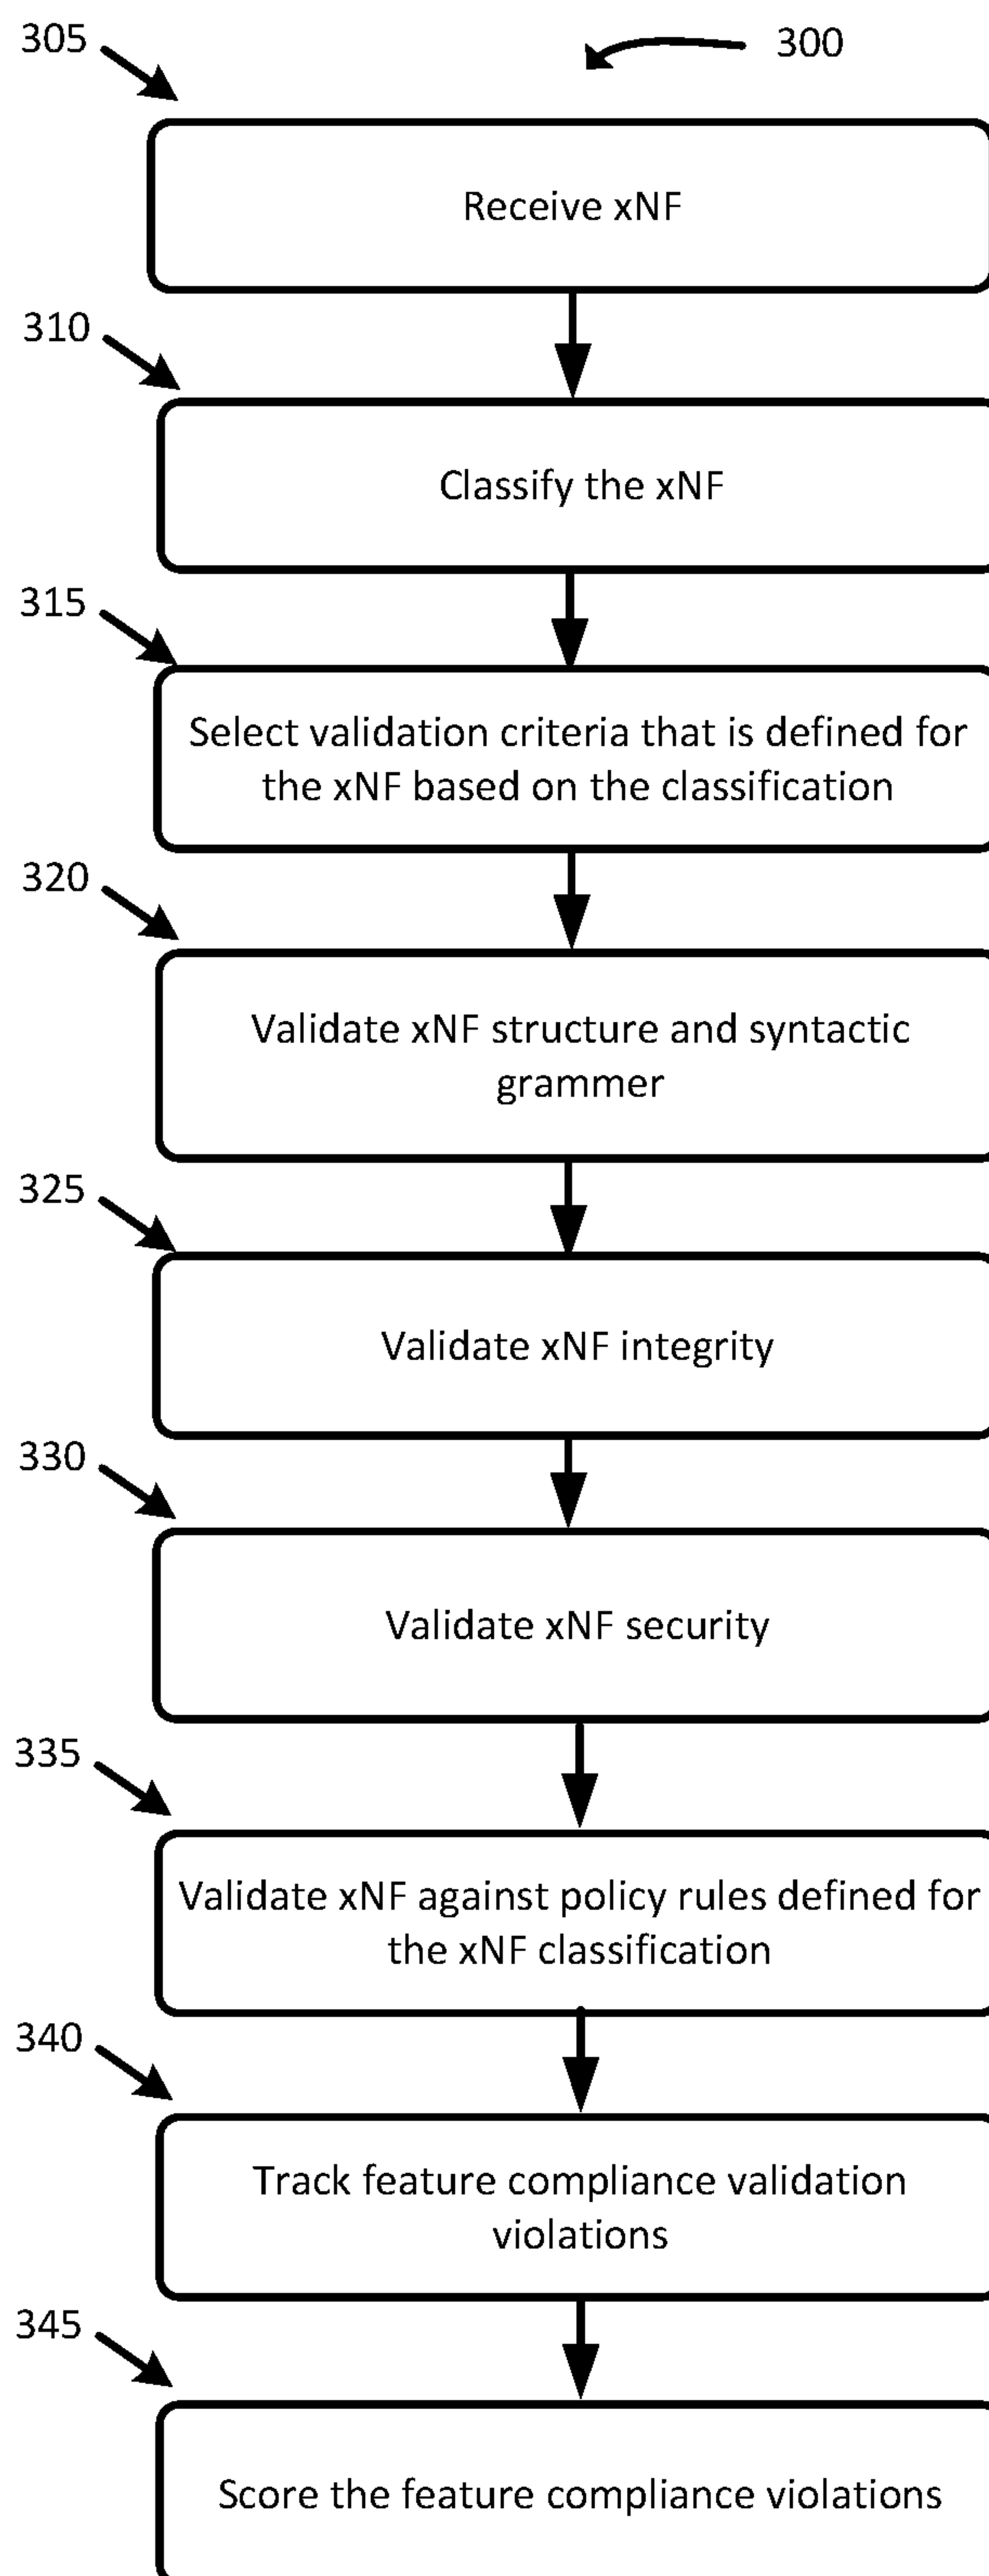 305
300
Receive xNF
310
Classify the xNF
315
Select validation criteria that is defined for
the xNF based on the classification
320
Validate xNF structure and syntactic
grammer
325
Validate xNF integrity
330
Validate xNF security
335
Validate xNF against policy rules defined for
the xNF classification
340
Track feature compliance validation
violations
345
Score the feature compliance violations